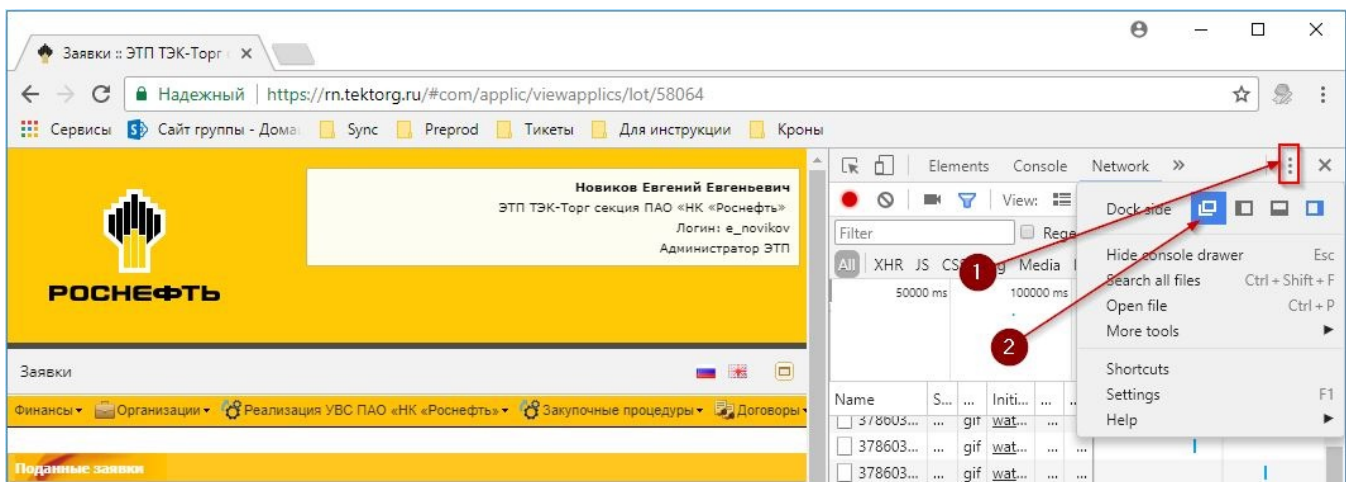 Заявки :: ЭТП ТЭК-Торг
Надежный https://rn.tektorg.ru/#com/applic/viewapplics/lot/58064
Сервисы Сайт группы - Дома Sync Preprod Тикеты Для инструкции Кроны
РОСНЕФТЬ
Новиков Евгений Евгеньевич
ЭТП ТЭК-Торг секция ПАО «НК «Роснефть»
Логин: e_novikov
Администратор ЭТП
Заявки
Финансы Организации Реализация УВС ПАО «НК «Роснефть» Закупочные процедуры Договоры
Поданные заявки
Elements Console Network »
View:
Filter Rege
All XHR JS CS g Media
50000 ms 100000 ms
Name S... ... Initi... ... ..
378603... ... gif wat... ... ...
378603... ... gif wat... ... ...
378603... ... gif wat... ... ...
1
2
Dock side
Hide console drawer Esc
Search all files Ctrl + Shift + F
Open file Ctrl + P
More tools
Shortcuts
Settings F1
Help